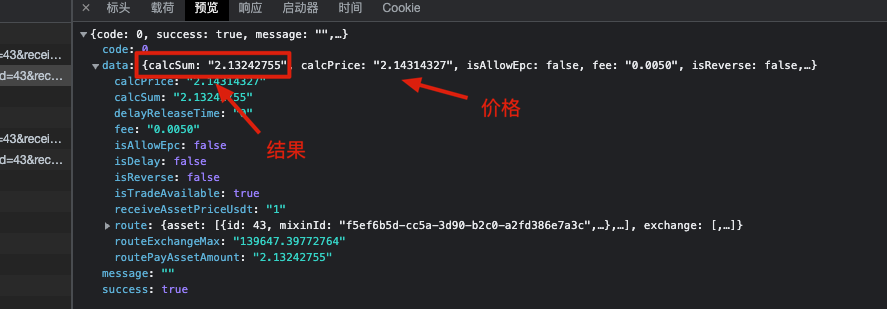 × 标头 载荷 预览 响应 启动器 时间 Cookie
=43&recei…
d=43&rec…
=43&recei…
d=43&rec…
▼{code: 0, success: true, message: "",…}
code: 0
▼data: {calcSum: "2.13242755", calcPrice: "2.14314327", isAllowEpc: false, fee: "0.0050", isReverse: false,…}
calcPrice: "2.14314327"
calcSum: "2.13242755"
delayReleaseTime: "0"
fee: "0.0050"
isAllowEpc: false
isDelay: false
isReverse: false
isTradeAvailable: true
receiveAssetPriceUsdt: "1"
▶route: {asset: [{id: 43, mixinId: "f5ef6b5d-cc5a-3d90-b2c0-a2fd386e7a3c",…},…], exchange: [,…]}
routeExchangeMax: "139647.39772764"
routePayAssetAmount: "2.13242755"
message: ""
success: true
价格
结果